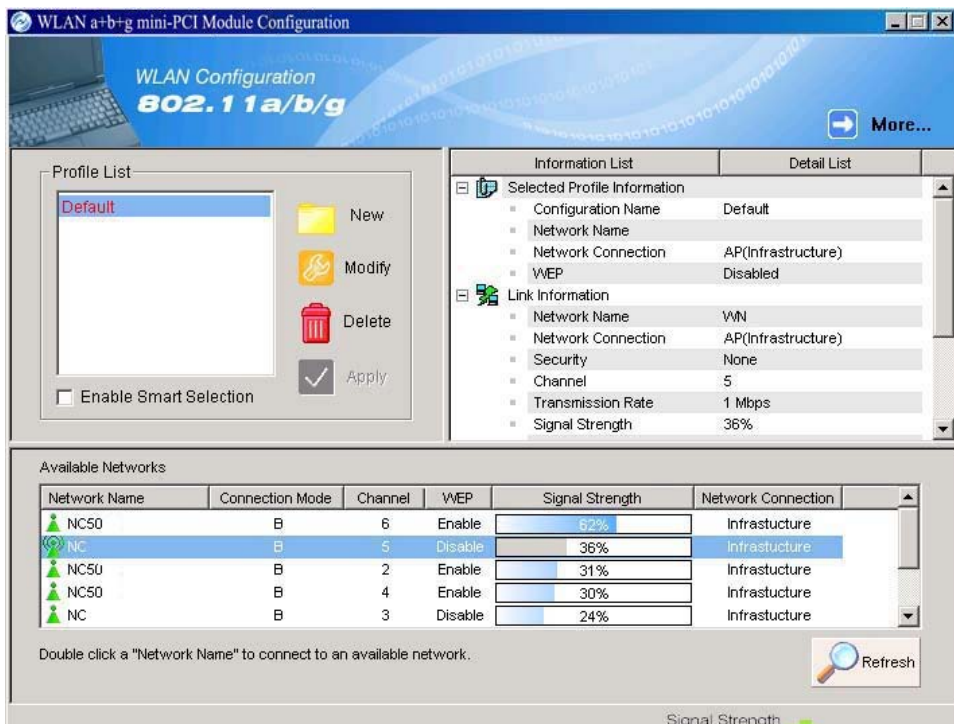 WLAN a+b+g mini-PCI Module Configuration
WLAN Configuration
802.11a/b/g
More...
Profile List
Default
New
Modify
Delete
Apply
Enable Smart Selection
Information List Detail List
Selected Profile Information
Configuration Name Default
Network Name
Network Connection AP(Infrastructure)
WEP Disabled
Link Information
Network Name WN
Network Connection AP(Infrastructure)
Security None
Channel 5
Transmission Rate 1 Mbps
Signal Strength 36%
Available Networks
Network Name Connection Mode Channel WEP Signal Strength Network Connection
NC50 B 6 Enable 62% Infrastucture
NC B 5 Disable 36% Infrastucture
NC50 B 2 Enable 31% Infrastucture
NC50 B 4 Enable 30% Infrastucture
NC B 3 Disable 24% Infrastucture
Double click a "Network Name" to connect to an available network.
Refresh
Signal Strength